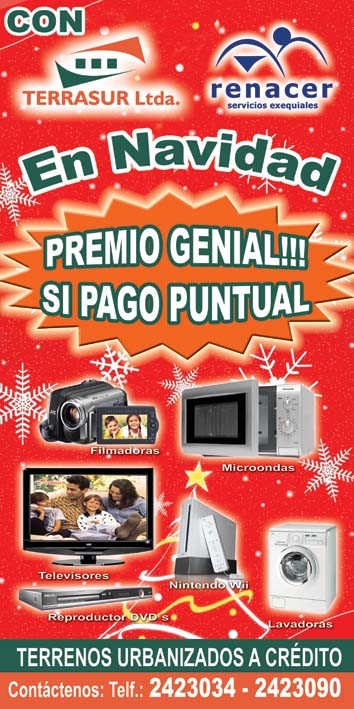 CON
TERRASUR Ltda.
renacer
servicios exequiales
En Navidad
PREMIO GENIAL!!!
SI PAGO PUNTUAL
Filmadoras
Microondas
Televisores
Nintendo Wii
Reproductor DVD's
Lavadoras
TERRENOS URBANIZADOS A CRÉDITO
Contáctenos: Telf.: 2423034 - 2423090